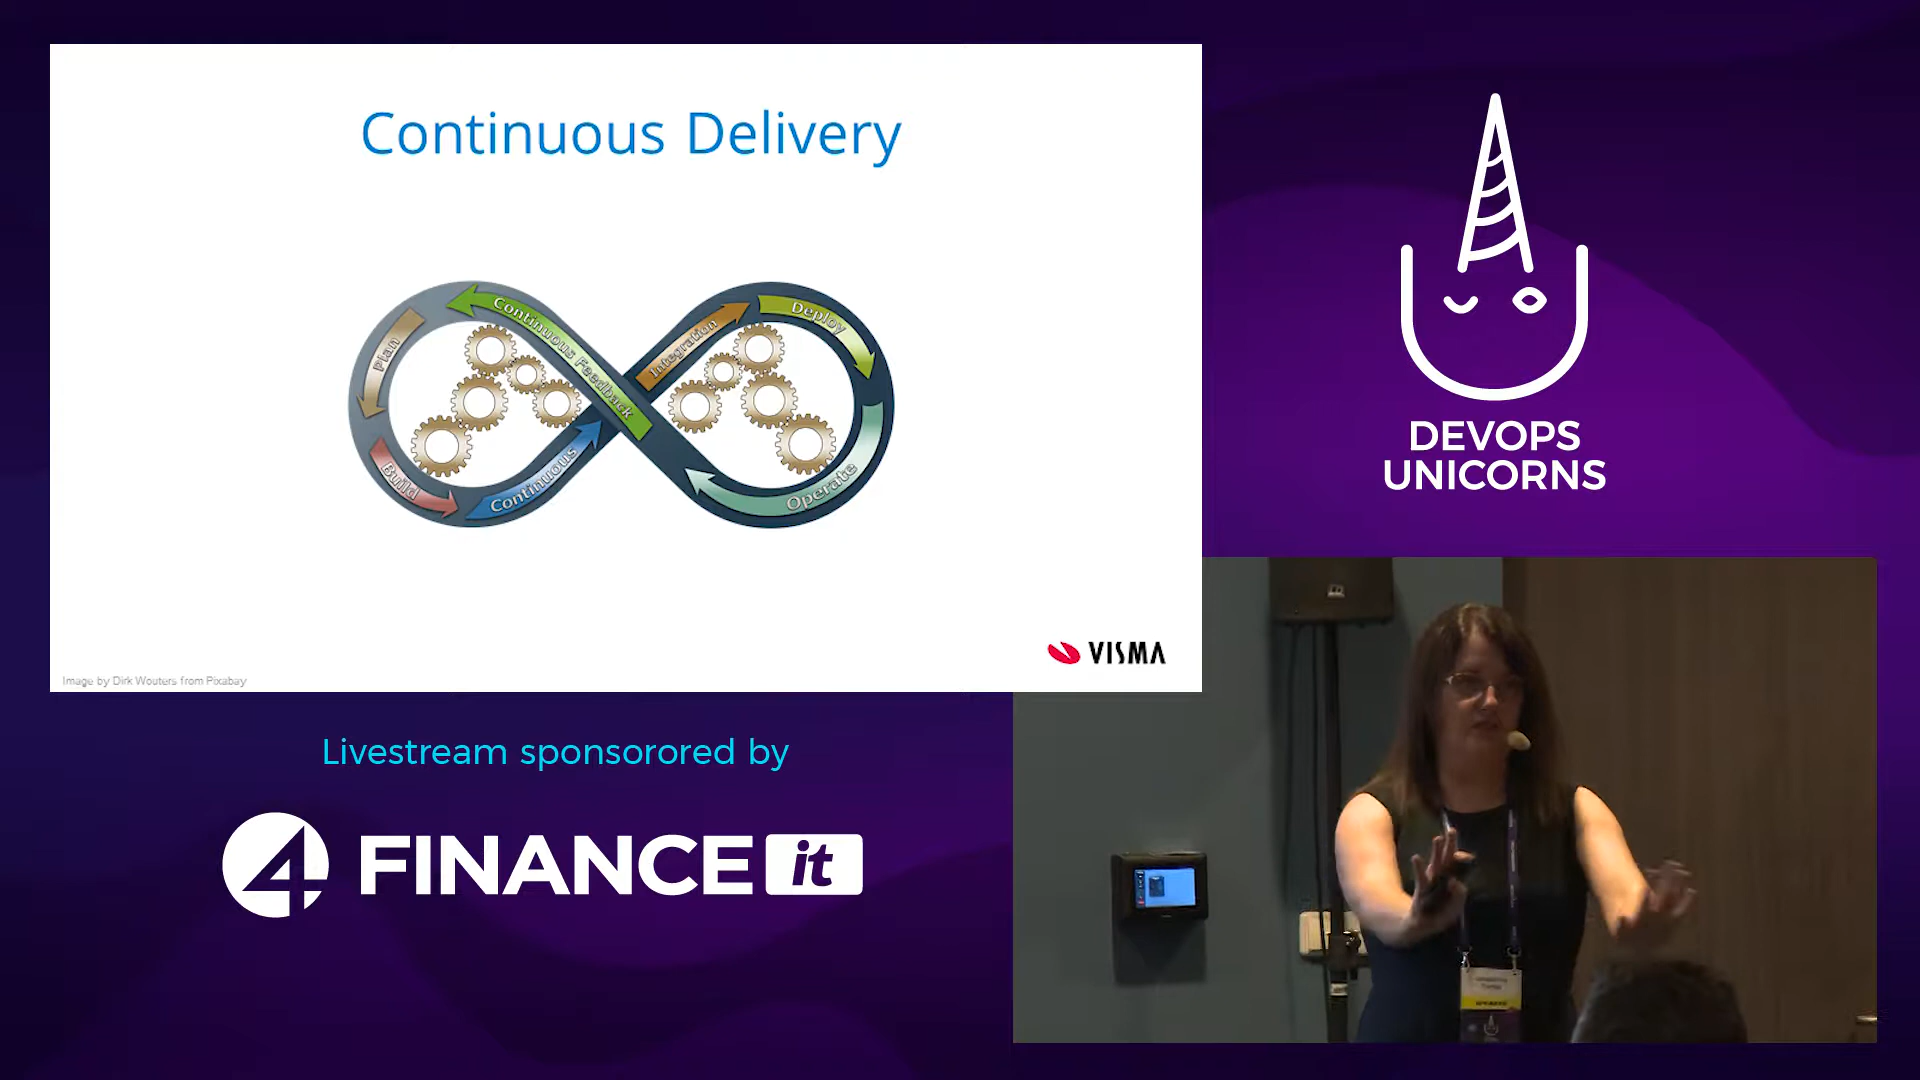 Continuous Delivery
Continuous Feedback
Integration
Deploy
Plan
Build
Continuous
Operate
VISMA
Image by Dirk Wouters from Pixabay
DEVOPS
UNICORNS
Livestream sponsorored by
4 FINANCE it
SPEAKER